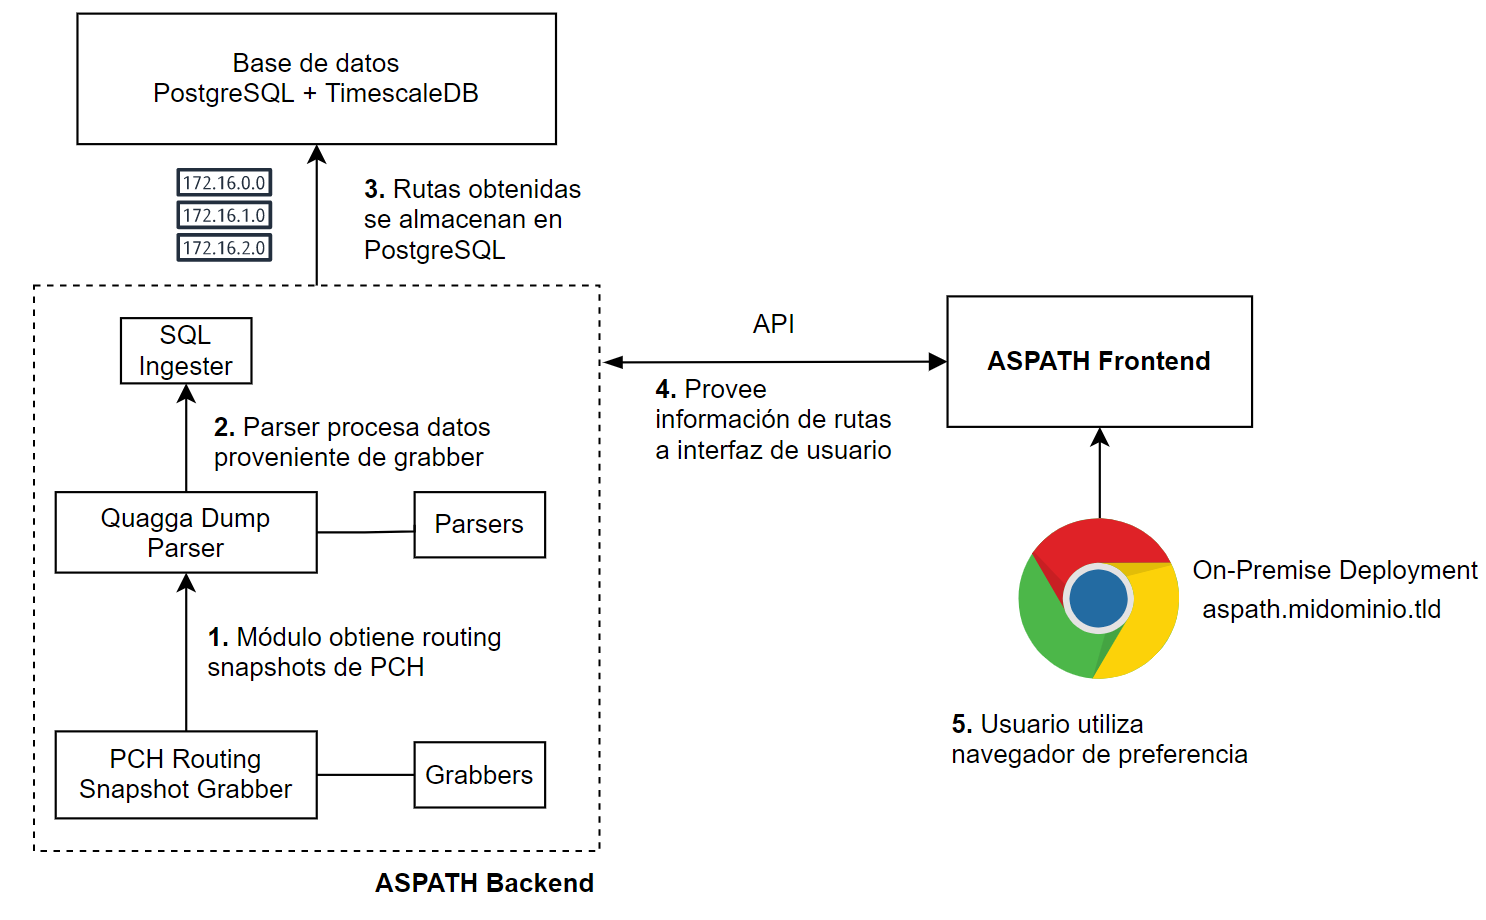 Base de datos
PostgreSQL + TimescaleDB
172.16.0.0
172.16.1.0
172.16.2.0
3. Rutas obtenidas
se almacenan en
PostgreSQL
SQL
Ingester
2. Parser procesa datos
proveniente de grabber
Quagga Dump
Parser
Parsers
1. Módulo obtiene routing
snapshots de PCH
PCH Routing
Snapshot Grabber
Grabbers
ASPATH Backend
API
4. Provee
información de rutas
a interfaz de usuario
ASPATH Frontend
On-Premise Deployment
aspath.midominio.tld
5. Usuario utiliza
navegador de preferencia